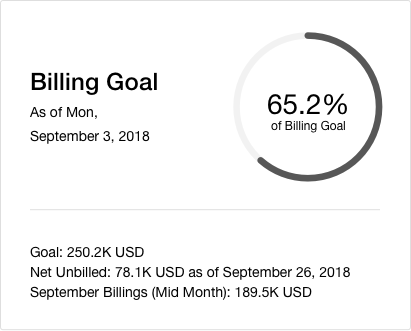 Billing Goal
As of Mon,
September 3, 2018
65.2%
of Billing Goal
Goal: 250.2K USD
Net Unbilled: 78.1K USD as of September 26, 2018
September Billings (Mid Month): 189.5K USD